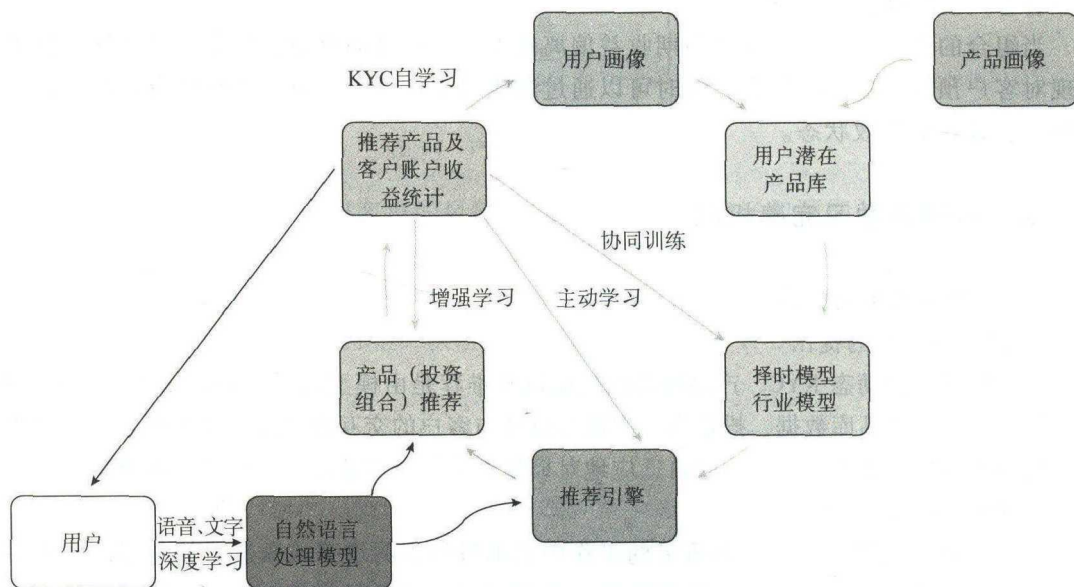 用户画像
产品画像
KYC自学习
推荐产品及
客户账户收
益统计
用户潜在
产品库
协同训练
增强学习
主动学习
产品（投资
组合）推荐
择时模型
行业模型
推荐引擎
用户
语音、文字
深度学习
自然语言
处理模型